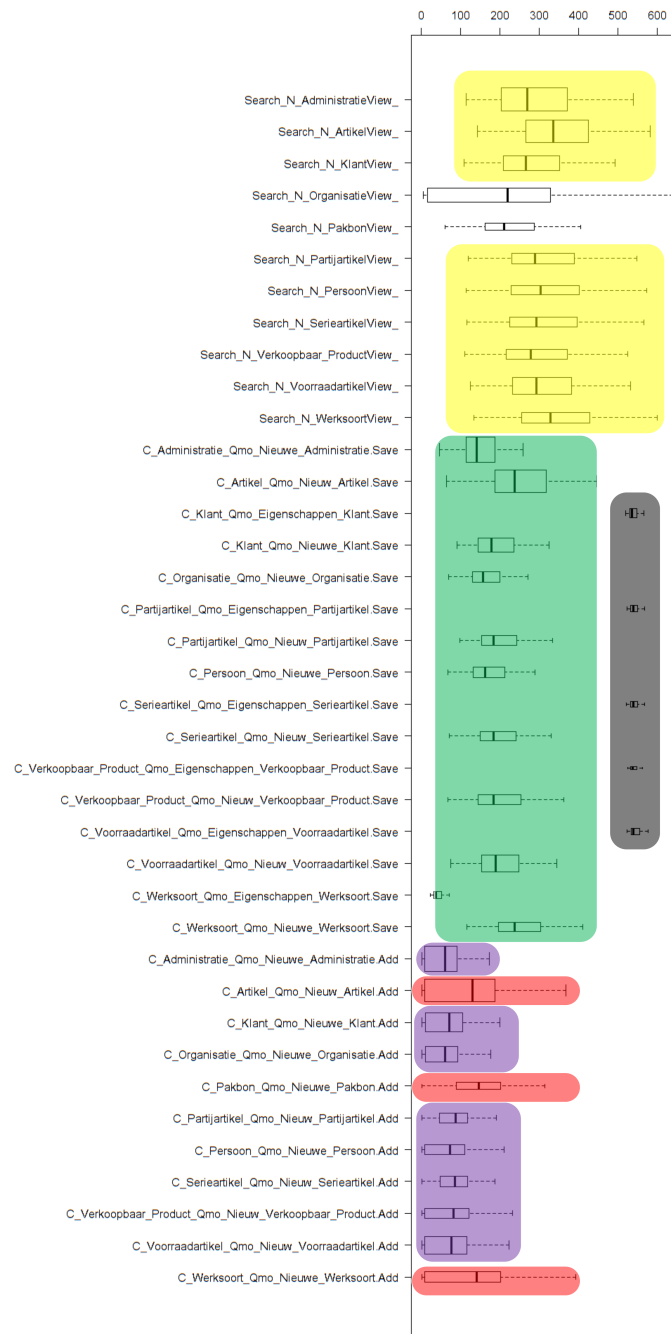 0 100 200 300 400 500 600
Search_N_AdministratieView_
Search_N_ArtikelView_
Search_N_KlantView_
Search_N_OrganisatieView_
Search_N_PakbonView_
Search_N_PartijartikelView_
Search_N_PersoonView_
Search_N_SerieartikelView_
Search_N_Verkoopbaar_ProductView_
Search_N_VoorraadartikelView_
Search_N_WerksoortView_
C_Administratie_Qmo_Nieuwe_Administratie.Save
C_Artikel_Qmo_Nieuw_Artikel.Save
C_Klant_Qmo_Eigenschappen_Klant.Save
C_Klant_Qmo_Nieuwe_Klant.Save
C_Organisatie_Qmo_Nieuwe_Organisatie.Save
C_Partijartikel_Qmo_Eigenschappen_Partijartikel.Save
C_Partijartikel_Qmo_Nieuw_Partijartikel.Save
C_Persoon_Qmo_Nieuwe_Persoon.Save
C_Serieartikel_Qmo_Eigenschappen_Serieartikel.Save
C_Serieartikel_Qmo_Nieuw_Serieartikel.Save
C_Verkoopbaar_Product_Qmo_Eigenschappen_Verkoopbaar_Product.Save
C_Verkoopbaar_Product_Qmo_Nieuw_Verkoopbaar_Product.Save
C_Voorraadartikel_Qmo_Eigenschappen_Voorraadartikel.Save
C_Voorraadartikel_Qmo_Nieuw_Voorraadartikel.Save
C_Werksoort_Qmo_Eigenschappen_Werksoort.Save
C_Werksoort_Qmo_Nieuwe_Werksoort.Save
C_Administratie_Qmo_Nieuwe_Administratie.Add
C_Artikel_Qmo_Nieuw_Artikel.Add
C_Klant_Qmo_Nieuwe_Klant.Add
C_Organisatie_Qmo_Nieuwe_Organisatie.Add
C_Pakbon_Qmo_Nieuwe_Pakbon.Add
C_Partijartikel_Qmo_Nieuw_Partijartikel.Add
C_Persoon_Qmo_Nieuwe_Persoon.Add
C_Serieartikel_Qmo_Nieuw_Serieartikel.Add
C_Verkoopbaar_Product_Qmo_Nieuw_Verkoopbaar_Product.Add
C_Voorraadartikel_Qmo_Nieuw_Voorraadartikel.Add
C_Werksoort_Qmo_Nieuwe_Werksoort.Add